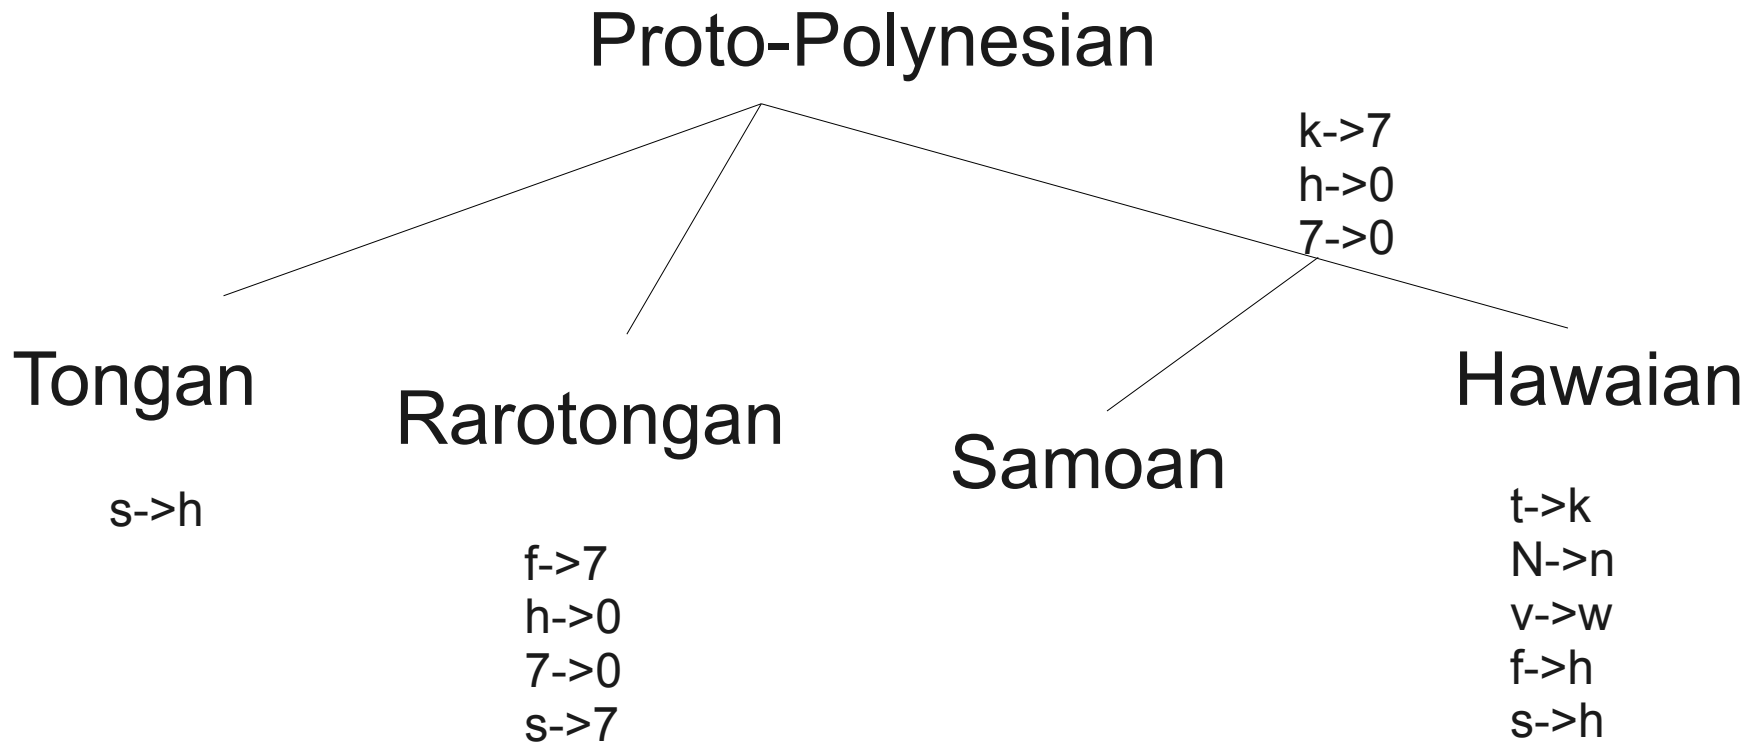 Proto-Polynesian
k->7
h->0
7->0
Tongan
Rarotongan
Samoan
Hawaian
s->h
f->7
h->0
7->0
s->7
t->k
N->n
v->w
f->h
s->h